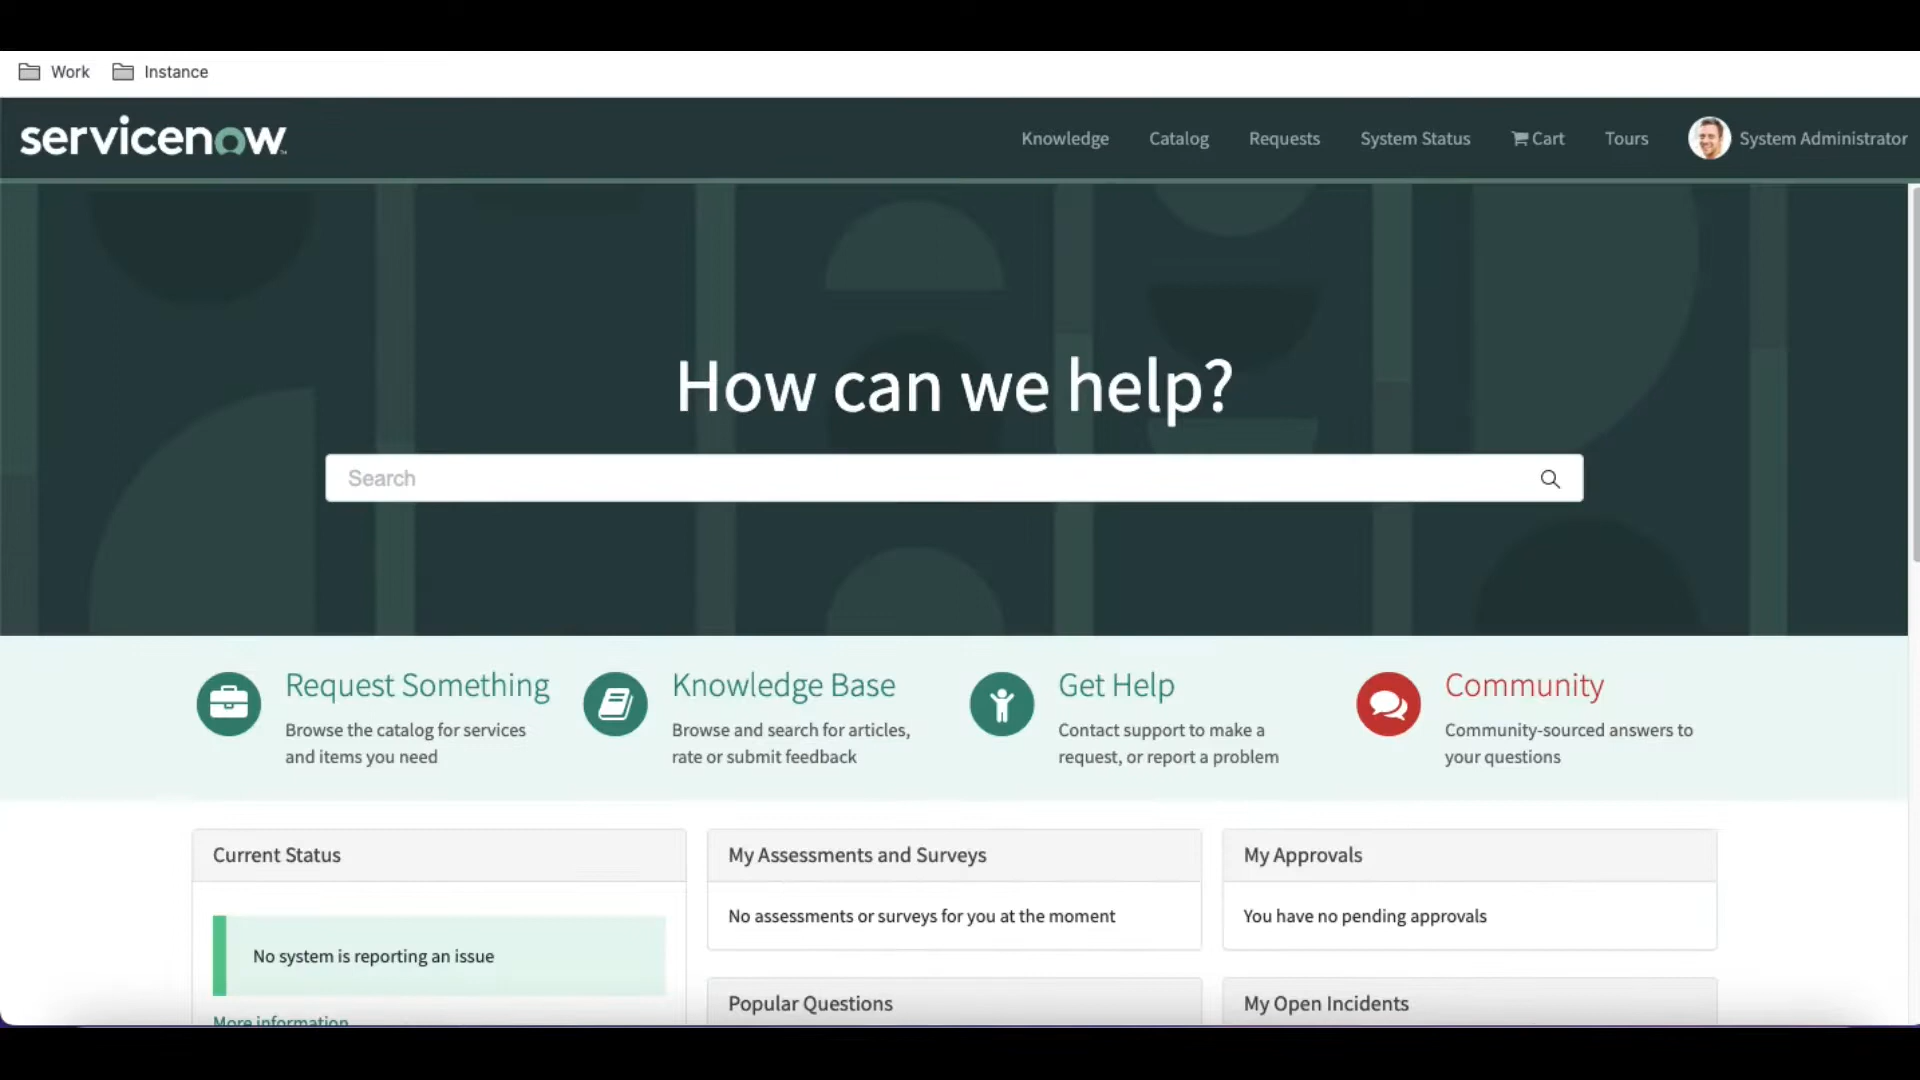 Work Instance
servicenow
Knowledge Catalog Requests System Status Cart Tours System Administrator
How can we help?
Search
Request Something
Browse the catalog for services
and items you need
Knowledge Base
Browse and search for articles,
rate or submit feedback
Get Help
Contact support to make a
request, or report a problem
Community
Community-sourced answers to
your questions
Current Status
No system is reporting an issue
More information
My Assessments and Surveys
No assessments or surveys for you at the moment
Popular Questions
My Approvals
You have no pending approvals
My Open Incidents